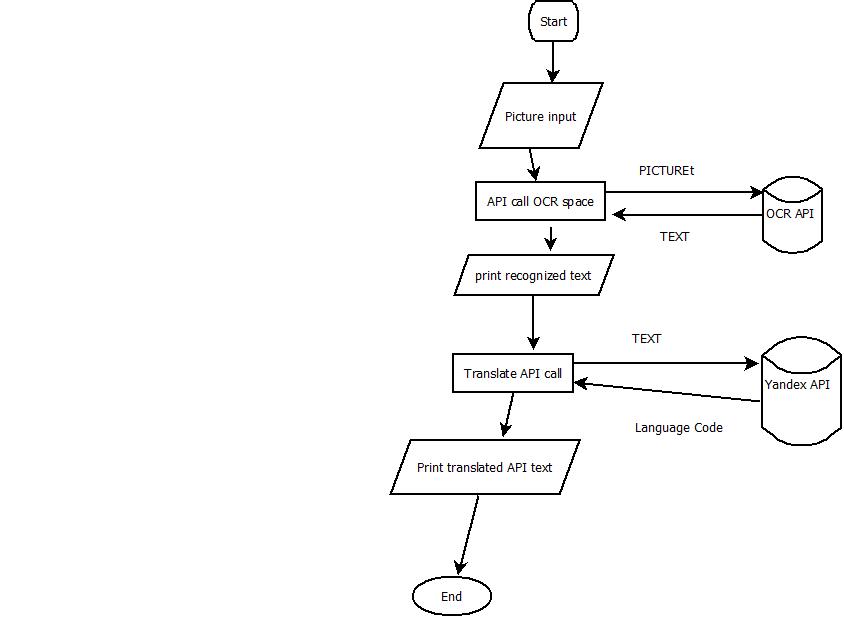 Start
Picture input
PICTUREt
API call OCR space
OCR API
TEXT
print recognized text
TEXT
Translate API call
Yandex API
Language Code
Print translated API text
End